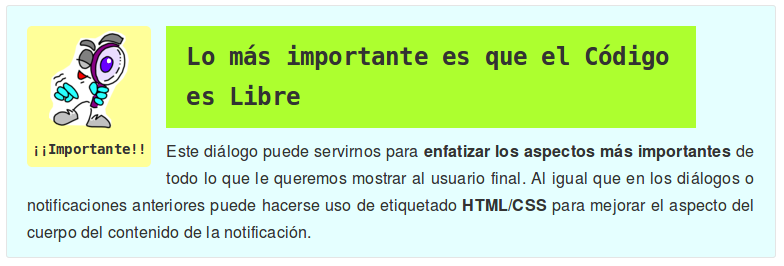 Lo más importante es que el Código
es Libre
¡¡Importante!!
Este diálogo puede servirnos para enfatizar los aspectos más importantes de
todo lo que le queremos mostrar al usuario final. Al igual que en los diálogos o
notificaciones anteriores puede hacerse uso de etiquetado HTML/CSS para mejorar el aspecto del
cuerpo del contenido de la notificación.